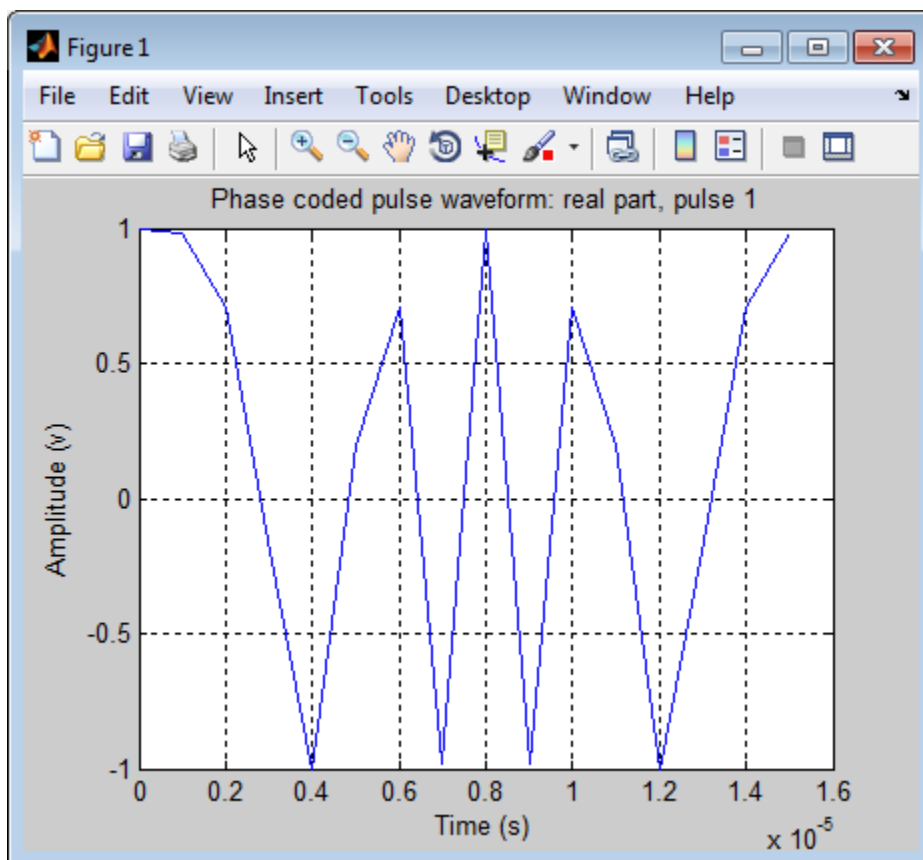 Figure 1
File Edit View Insert Tools Desktop Window Help
Phase coded pulse waveform: real part, pulse 1
1
0.5
0
-0.5
-1
Amplitude (v)
0 0.2 0.4 0.6 0.8 1 1.2 1.4 1.6
Time (s)
x 10^-5